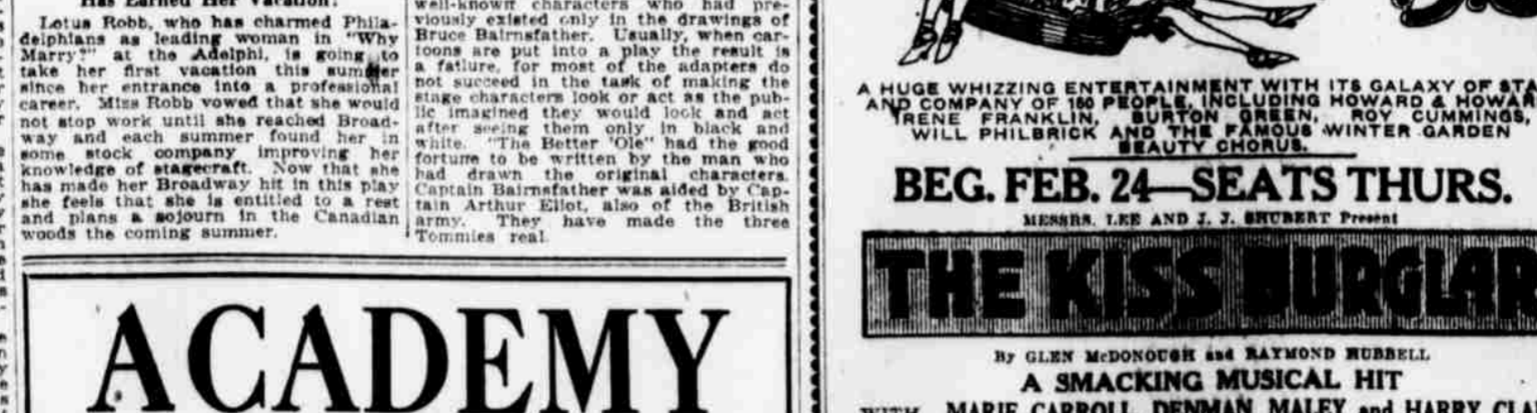 Has Earned Her Vacation!
Lotus Robb, who has charmed Phila-
delphians as leading woman in "Why
Marry?" at the Adelphi, is going to
take her first vacation this summer
since her entrance into a professional
career. Miss Robb vowed that she would
not stop work until she reached Broad-
way and each summer found her in
some stock company improving her
knowledge of stagecraft. Now that she
has made her Broadway hit in this play
she feels that she is entitled to a rest
and plans a sojourn in the Canadian
woods the coming summer.
well-known characters who had pre-
viously existed only in the drawings of
Bruce Bairnsfather. Usually, when car-
toons are put into a play the result is
a failure, for most of the adapters do
not succeed in the task of making the
stage characters look or act as the pub-
lic imagined they would look and act
after seeing them only in black and
white. "The Better 'Ole" had the good
fortune to be written by the man who
had drawn the original characters.
Captain Bairnsfather was aided by Cap-
tain Arthur Eliot, also of the British
army. They have made the three
Tommies real.
ACADEMY
A HUGE WHIZZING ENTERTAINMENT WITH ITS GALAXY OF STA
AND COMPANY OF 150 PEOPLE, INCLUDING HOWARD & HOWAR
IRENE FRANKLIN, BURTON GREEN, ROY CUMMINGS,
WILL PHILBRICK AND THE FAMOUS WINTER GARDEN
BEAUTY CHORUS.
BEG. FEB. 24—SEATS THURS.
MESSRS. LEE AND J. J. SHUBERT Present
THE KISS BURGLAR
By GLEN McDONOUGH and RAYMOND HUBBELL
A SMACKING MUSICAL HIT
WITH MARIE CARROLL, DENMAN MALEY and HARRY CLA